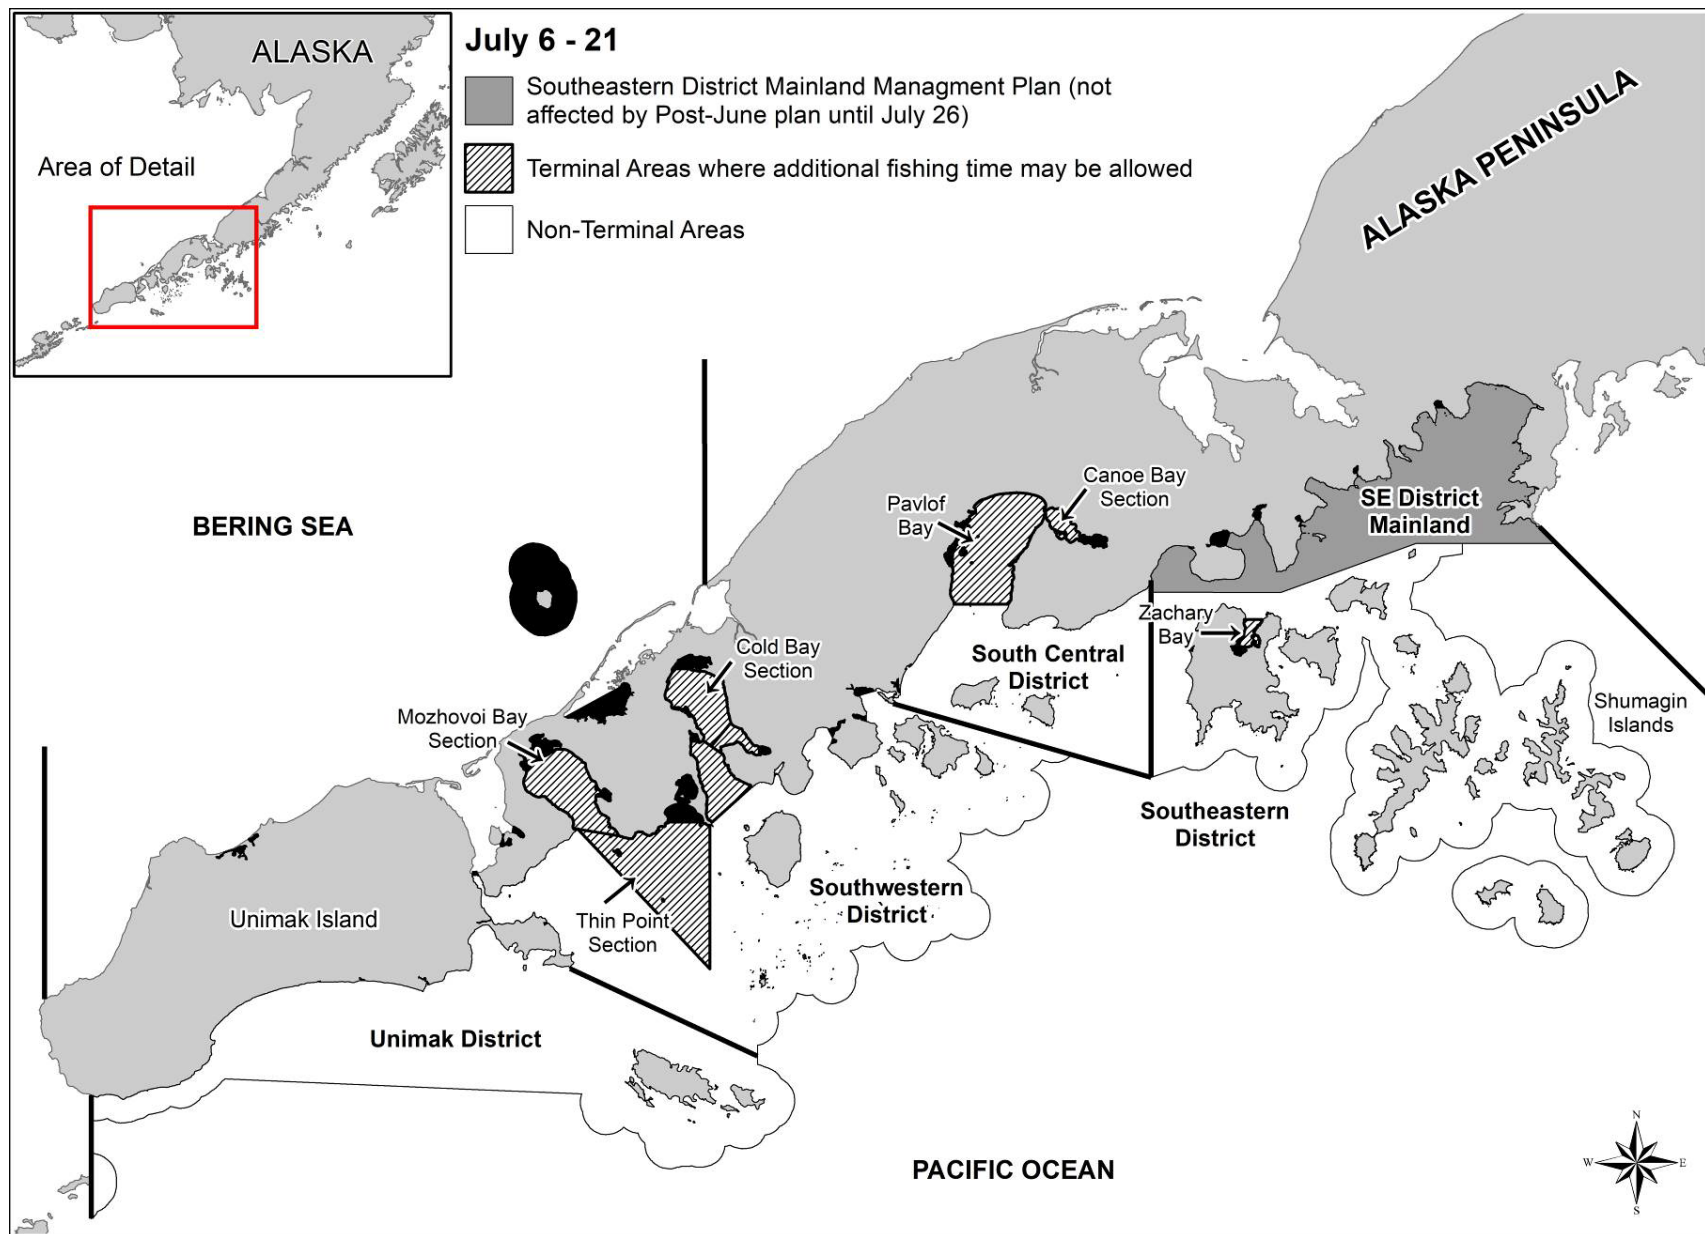 ALASKA
Area of Detail
July 6 - 21
Southeastern District Mainland Managment Plan (not
affected by Post-June plan until July 26)
Terminal Areas where additional fishing time may be allowed
Non-Terminal Areas
ALASKA PENINSULA
BERING SEA
Pavlof
Bay
Canoe Bay
Section
SE District
Mainland
Zachary
Bay
South Central
District
Cold Bay
Section
Mozhovoi Bay
Section
Shumagin
Islands
Southeastern
District
Southwestern
District
Thin Point
Section
Unimak Island
Unimak District
PACIFIC OCEAN
N
W
E
S